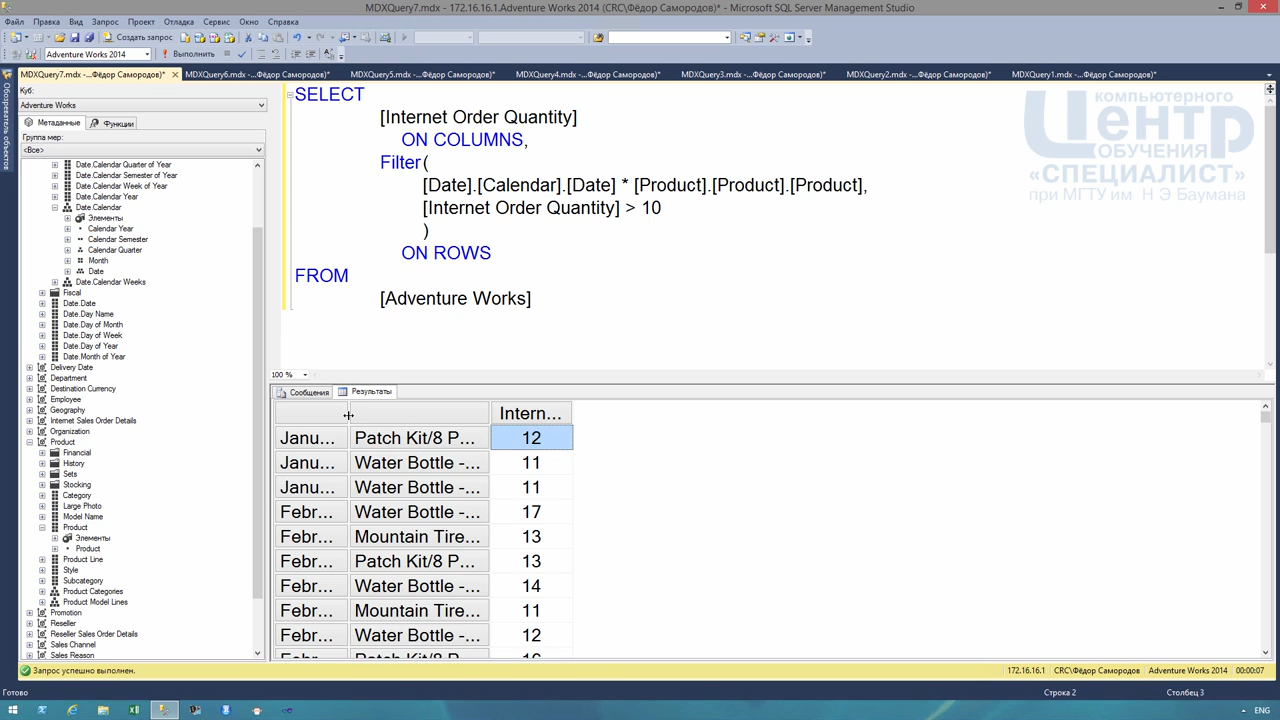 MDXQuery7.mdx - 172.16.16.1.Adventure Works 2014 (CRC\Фёдор Самородов)* - Microsoft SQL Server Management Studio
Файл Правка Вид Запрос Проект Отладка Сервис Окно Справка
Создать запрос
Adventure Works 2014
Выполнить
MDXQuery7.mdx -...Фёдор Самородов)*
MDXQuery6.mdx -...Фёдор Самородов)*
MDXQuery5.mdx -...Фёдор Самородов)*
MDXQuery4.mdx -...Фёдор Самородов)*
MDXQuery3.mdx -...Фёдор Самородов)*
MDXQuery2.mdx -...Фёдор Самородов)*
MDXQuery1.mdx -...Фёдор Самородов)*
Обозреватель объектов
Куб:
Adventure Works
Метаданные
Функции
Группа мер:
<Все>
Date.Calendar Quarter of Year
Date.Calendar Semester of Year
Date.Calendar Week of Year
Date.Calendar Year
Date.Calendar
Элементы
Calendar Year
Calendar Semester
Calendar Quarter
Month
Date
Date.Calendar Weeks
Fiscal
Date.Date
Date.Day Name
Date.Day of Month
Date.Day of Week
Date.Day of Year
Date.Month of Year
Delivery Date
Department
Destination Currency
Employee
Geography
Internet Sales Order Details
Organization
Product
Financial
History
Sets
Stocking
Category
Large Photo
Model Name
Product
Элементы
Product
Product Line
Style
Subcategory
Product Categories
Product Model Lines
Promotion
Reseller
Reseller Sales Order Details
Sales Channel
Sales Reason
SELECT
[Internet Order Quantity]
ON COLUMNS,
Filter(
[Date].[Calendar].[Date] * [Product].[Product].[Product],
[Internet Order Quantity] > 10
)
ON ROWS
FROM
[Adventure Works]
компьютерного
Центр
ОБУЧЕНИЯ
«СПЕЦИАЛИСТ»
при МГТУ им Н Э Баумана
100 %
Сообщения
Результаты
Intern...
Janu... Patch Kit/8 P... 12
Janu... Water Bottle -... 11
Janu... Water Bottle -... 11
Febr... Water Bottle -... 17
Febr... Mountain Tire... 13
Febr... Patch Kit/8 P... 13
Febr... Water Bottle -... 14
Febr... Mountain Tire... 11
Febr... Water Bottle -... 12
Febr... Patch Kit/8 P... 16
Запрос успешно выполнен.
172.16.16.1
CRC\Фёдор Самородов
Adventure Works 2014
00:00:07
Готово
Строка 2
Столбец 3
ENG